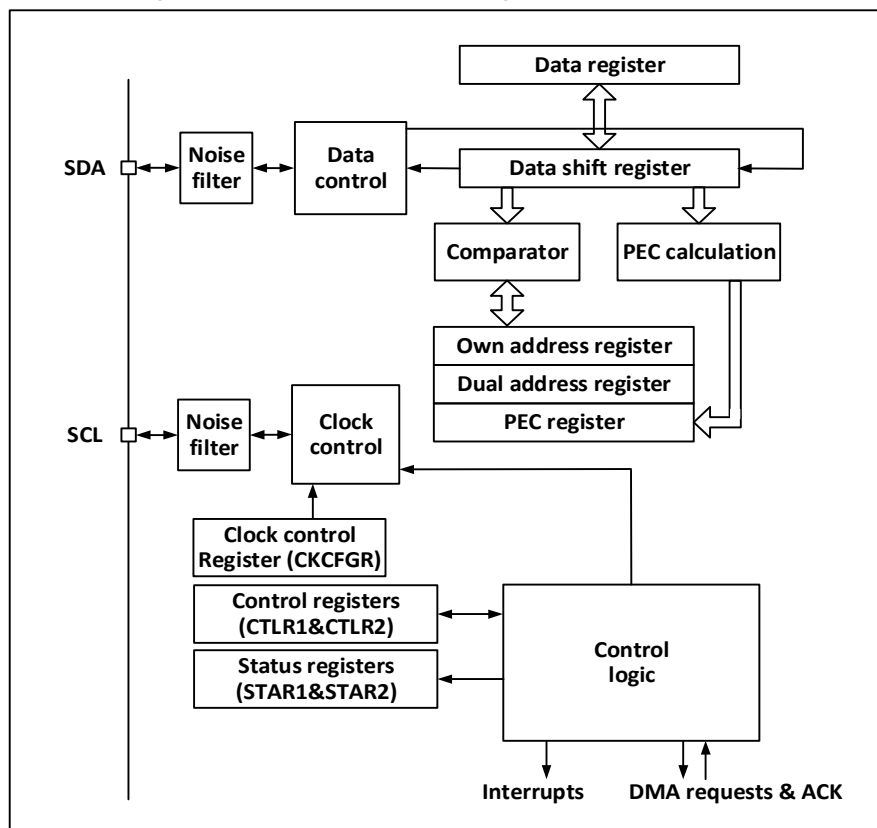 Data register
SDA
Noise
filter
Data
control
Data shift register
Comparator
PEC calculation
Own address register
Dual address register
PEC register
SCL
Noise
filter
Clock
control
Clock control
Register (CKCFGR)
Control registers
(CTLR1&CTLR2)
Status registers
(STAR1&STAR2)
Control
logic
Interrupts
DMA requests & ACK